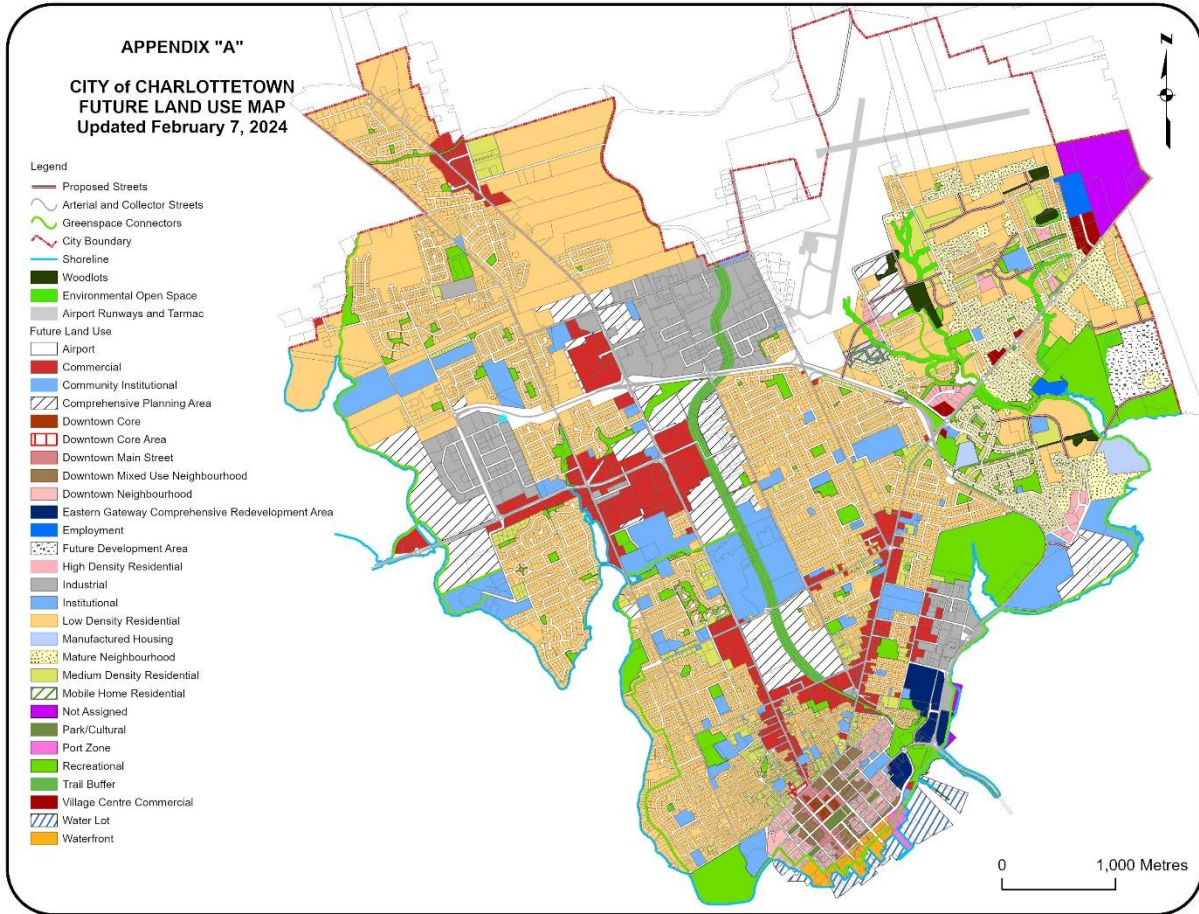 APPENDIX "A"
CITY of CHARLOTTETOWN
FUTURE LAND USE MAP
Updated February 7, 2024
Legend
Proposed Streets
Arterial and Collector Streets
Greenspace Connectors
City Boundary
Shoreline
Woodlots
Environmental Open Space
Airport Runways and Tarmac
Future Land Use
Airport
Commercial
Community Institutional
Comprehensive Planning Area
Downtown Core
Downtown Core Area
Downtown Main Street
Downtown Mixed Use Neighbourhood
Downtown Neighbourhood
Eastern Gateway Comprehensive Redevelopment Area
Employment
Future Development Area
High Density Residential
Industrial
Institutional
Low Density Residential
Manufactured Housing
Mature Neighbourhood
Medium Density Residential
Mobile Home Residential
Not Assigned
Park/Cultural
Port Zone
Recreational
Trail Buffer
Village Centre Commercial
Water Lot
Waterfront
N
0 1,000 Metres